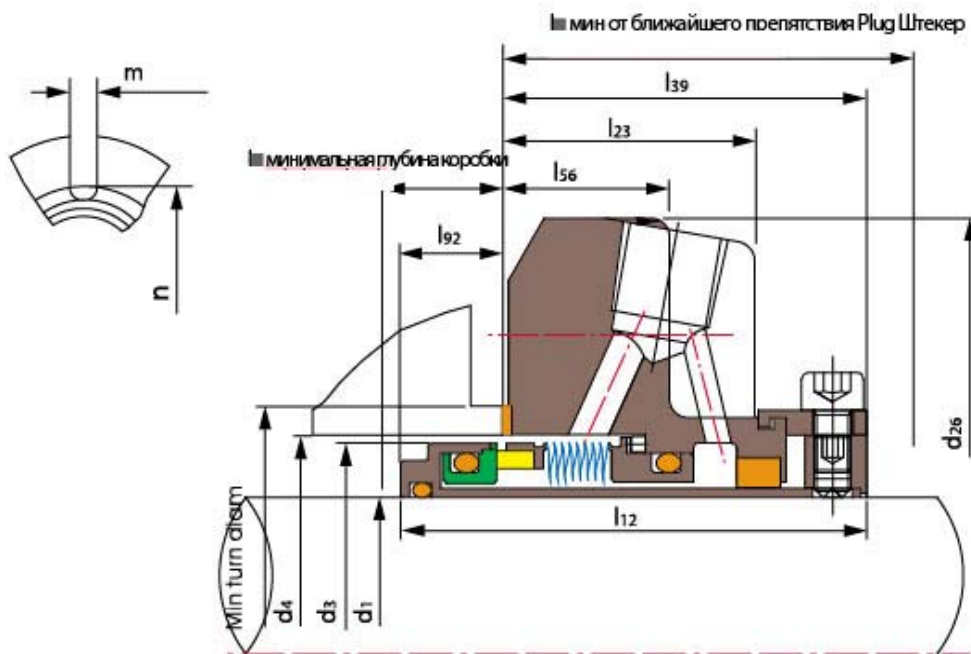 l мин от ближайшего препятствия Plug Штекер
m
l39
l23
l минимальная глубина коробки
l56
l92
n
d26
l12
Min turn diam
d4
d3
d1